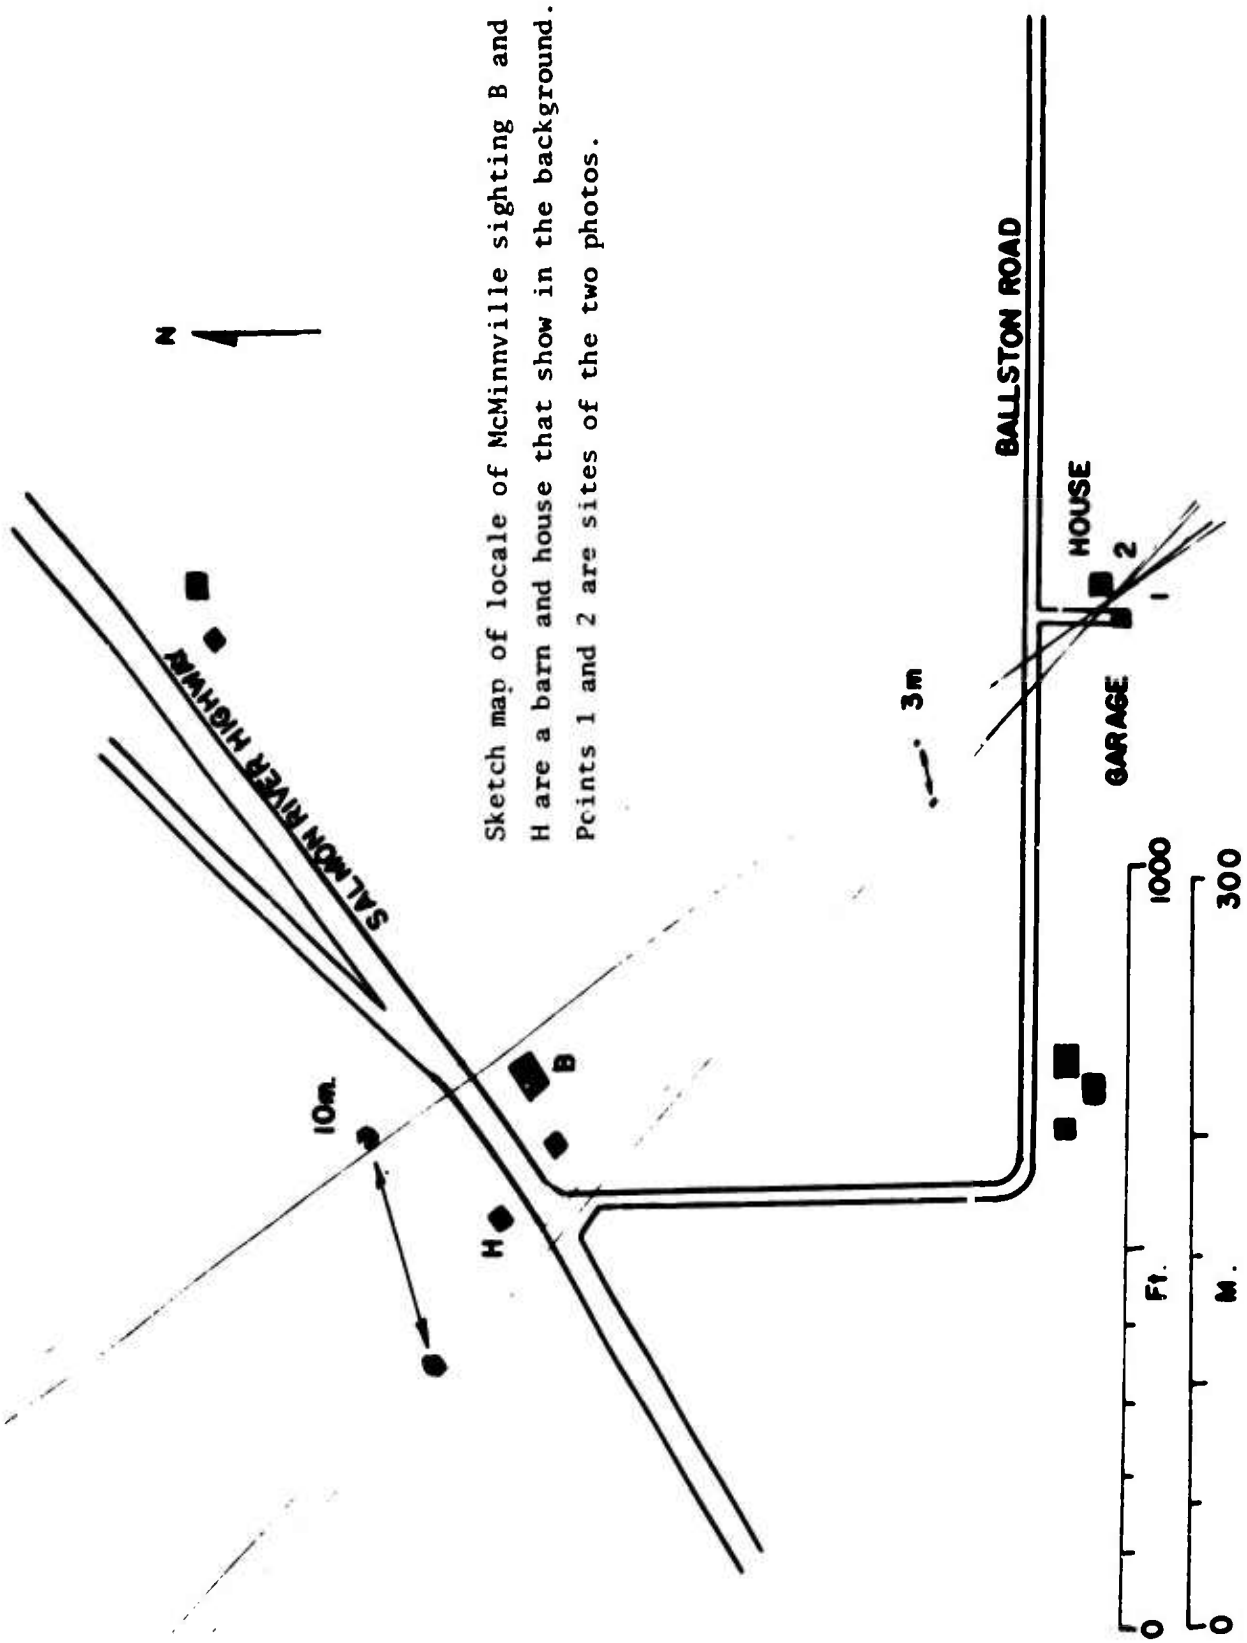 N
Sketch map of locale of McMinnville sighting B and
H are a barn and house that show in the background.
Points 1 and 2 are sites of the two photos.
SALMON RIVER HIGHWAY
10m.
H
B
3m
BALLSTON ROAD
HOUSE
2
1
GARAGE
0 Ft. 1000
0 M. 300